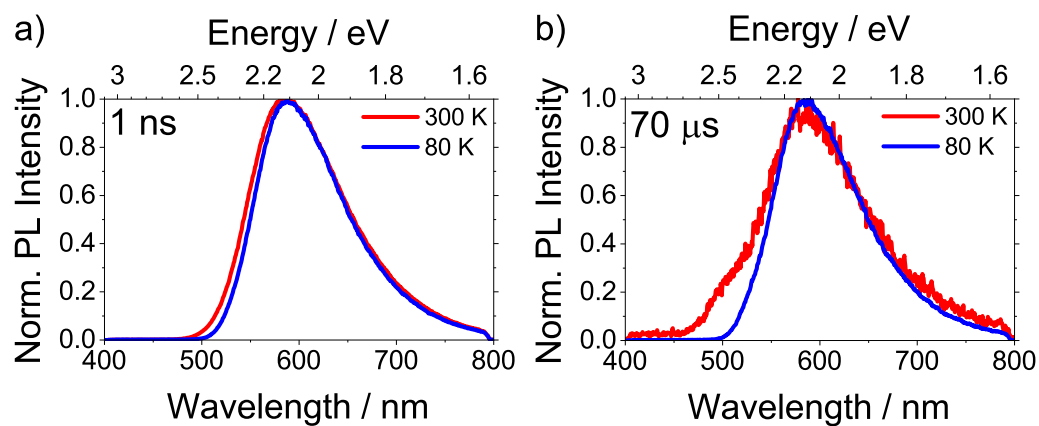 a)
Energy / eV
3 2.5 2.2 2 1.8 1.6
Norm. PL Intensity
1.0
0.8
0.6
0.4
0.2
0.0
1 ns
300 K
80 K
400 500 600 700 800
Wavelength / nm
b)
Energy / eV
3 2.5 2.2 2 1.8 1.6
Norm. PL Intensity
1.0
0.8
0.6
0.4
0.2
0.0
70 μs
300 K
80 K
400 500 600 700 800
Wavelength / nm